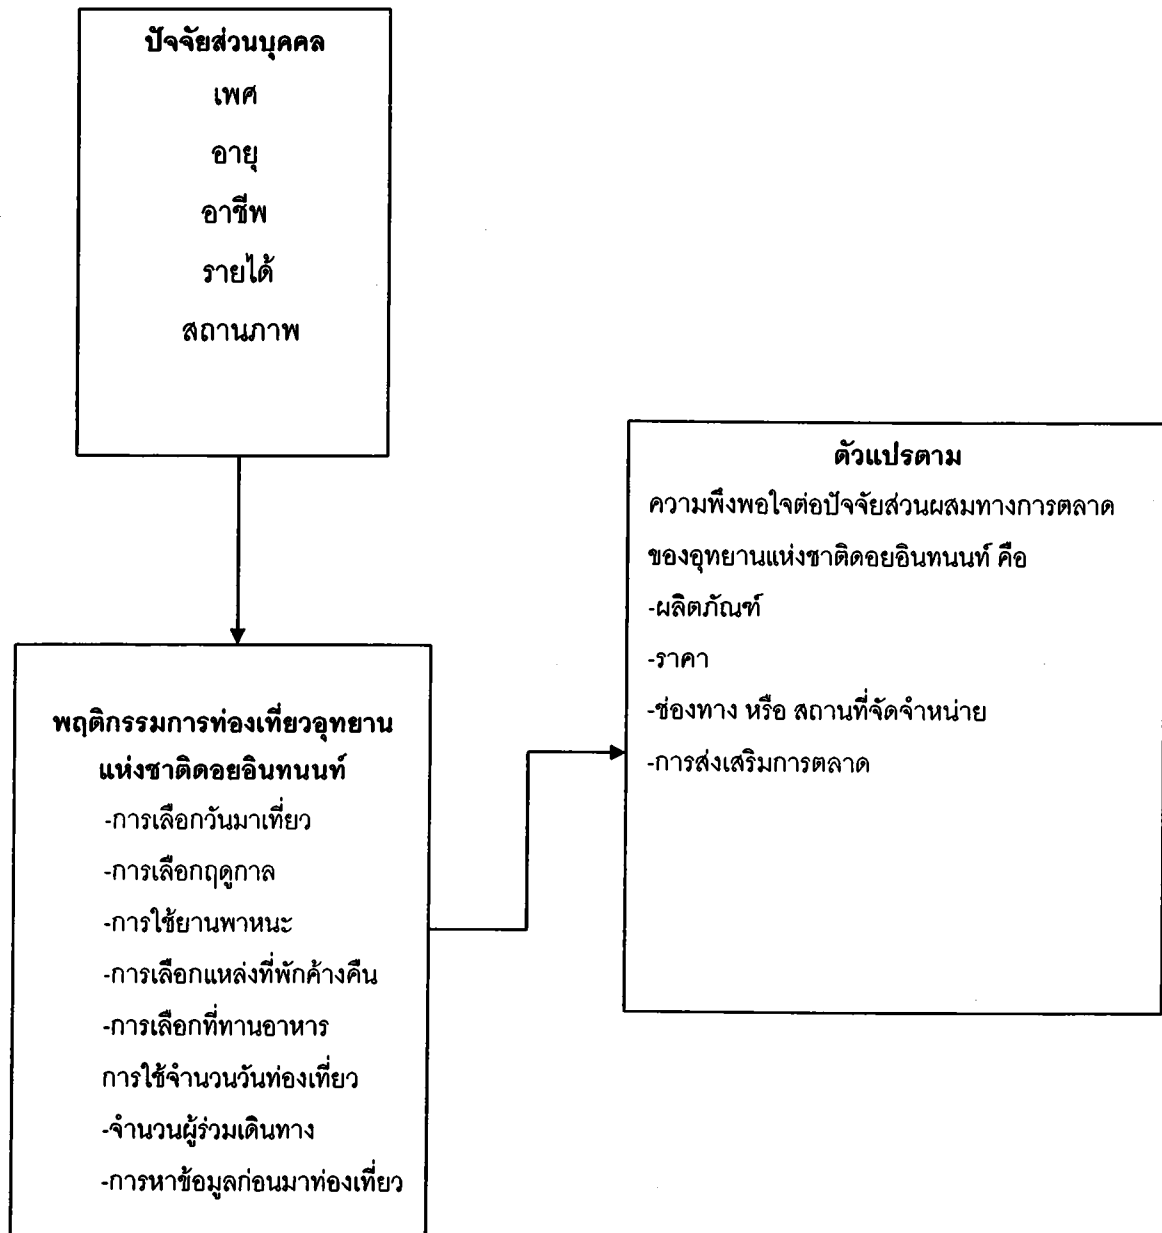 ปัจจัยส่วนบุคคล
เพศ
อายุ
อาชีพ
รายได้
สถานภาพ
พฤติกรรมการท่องเที่ยวอุทยาน
แห่งชาติดอยอินทนนท์
-การเลือกวันมาเที่ยว
-การเลือกฤดูกาล
-การใช้ยานพาหนะ
-การเลือกแหล่งที่พักค้างคืน
-การเลือกที่ทานอาหาร
การใช้จำนวนวันท่องเที่ยว
-จำนวนผู้ร่วมเดินทาง
-การหาข้อมูลก่อนมาท่องเที่ยว
ตัวแปรตาม
ความพึงพอใจต่อปัจจัยส่วนผสมทางการตลาด
ของอุทยานแห่งชาติดอยอินทนนท์ คือ
-ผลิตภัณฑ์
-ราคา
-ช่องทาง หรือ สถานที่จัดจำหน่าย
-การส่งเสริมการตลาด